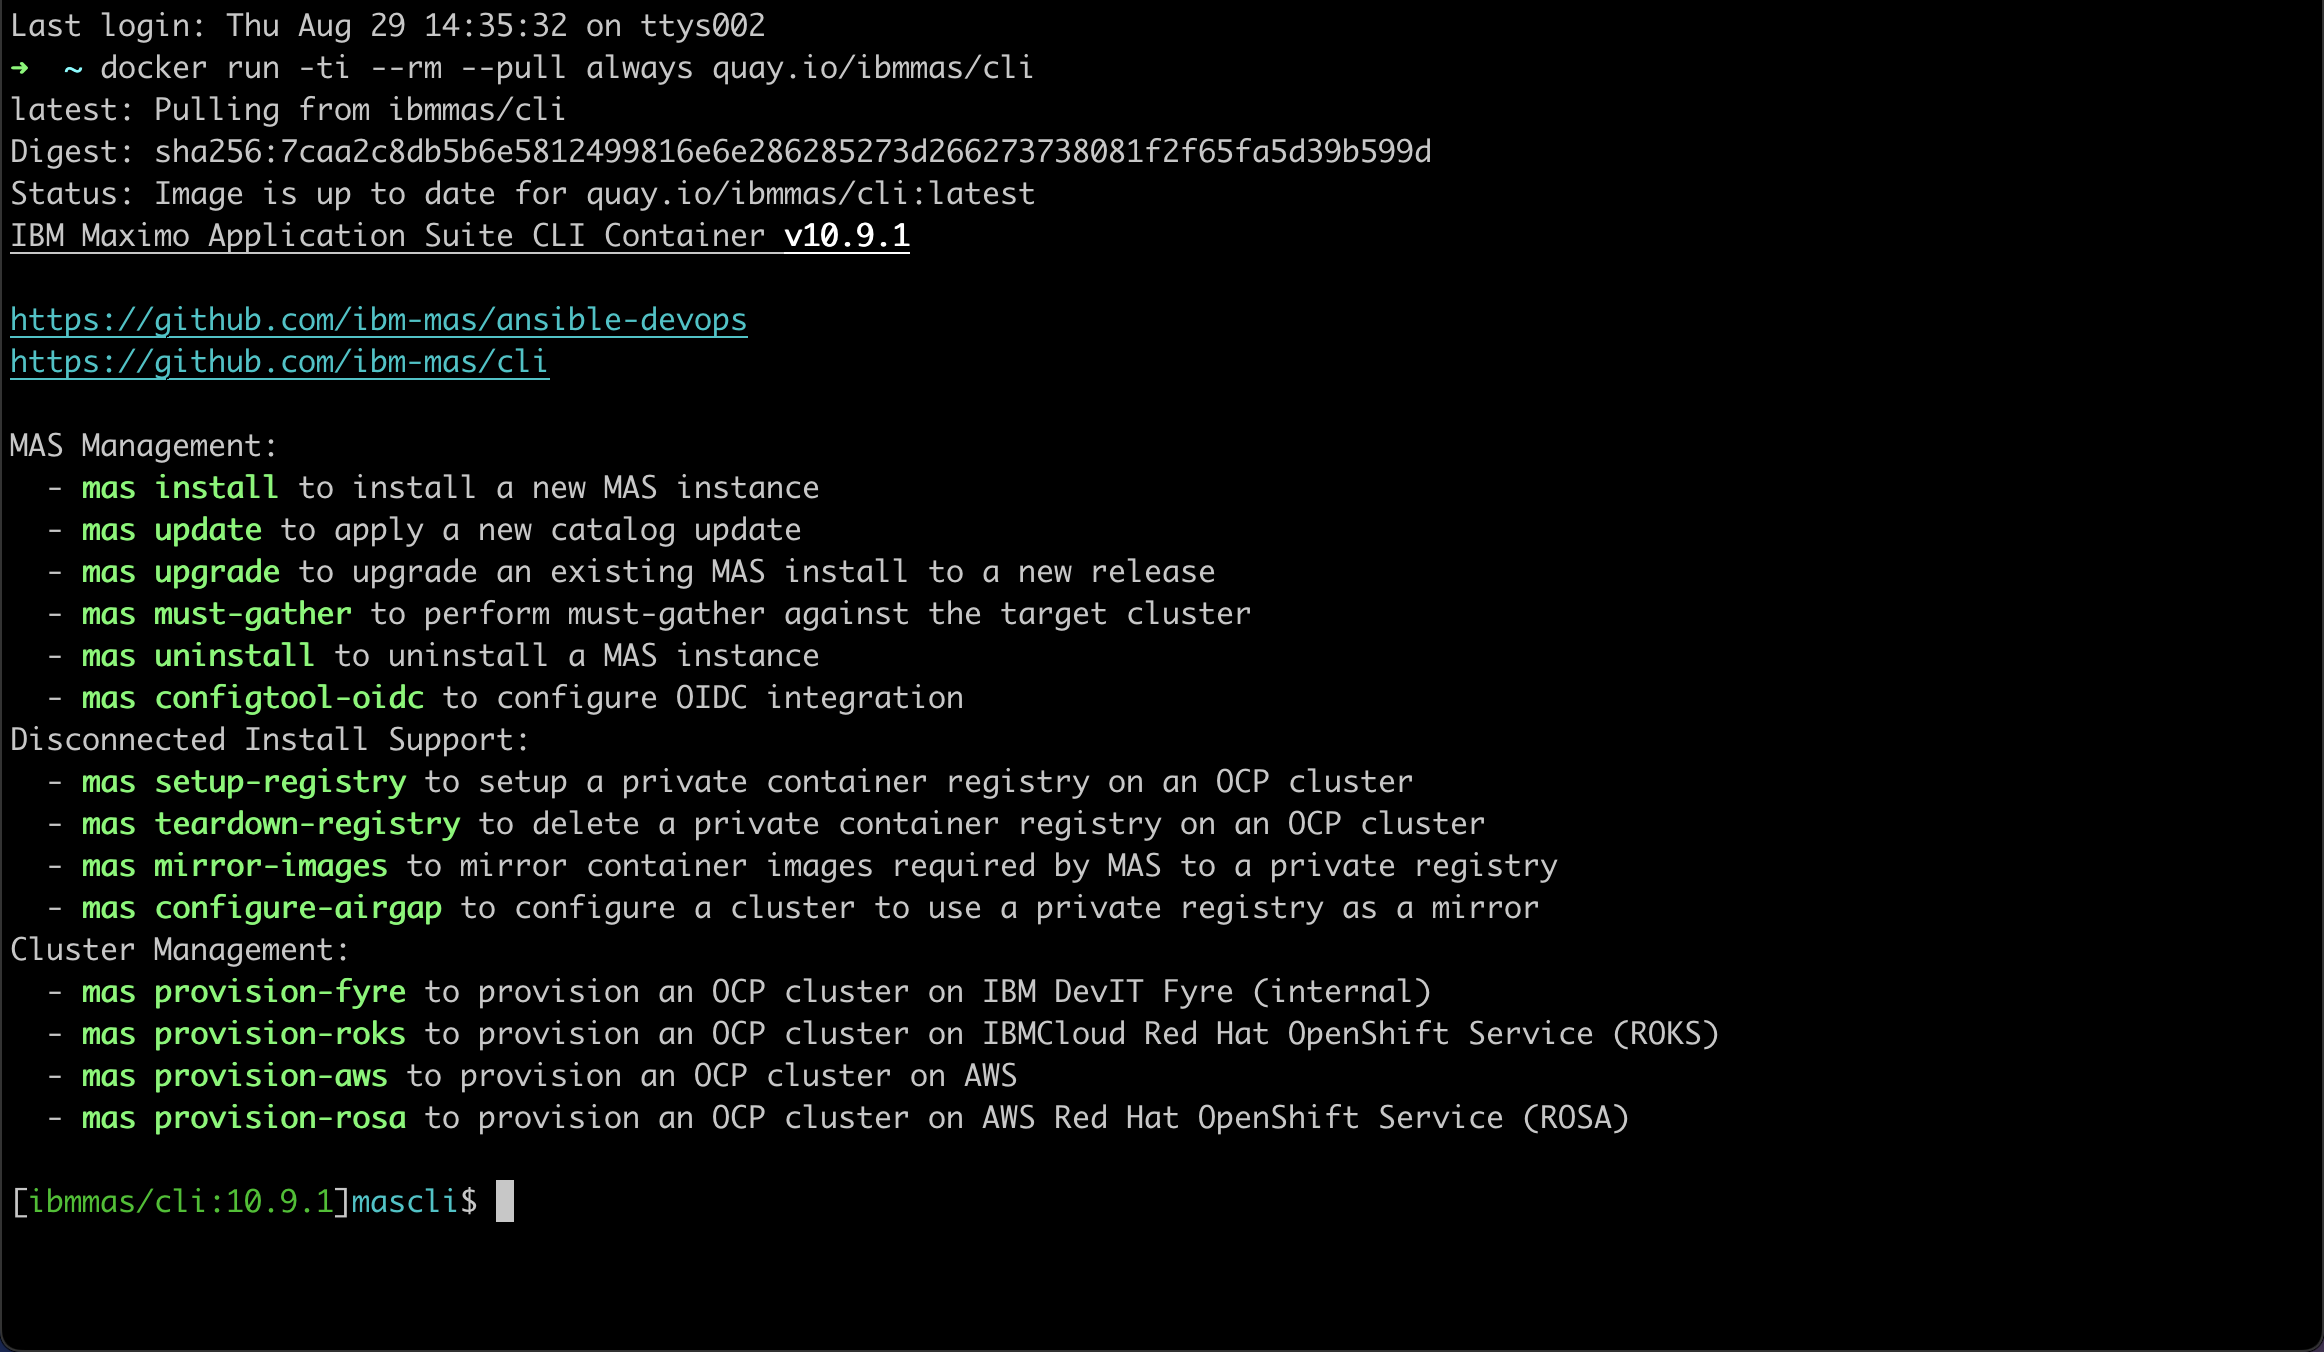 Last login: Thu Aug 29 14:35:32 on ttys002
→ ~ docker run -ti --rm --pull always quay.io/ibmmas/cli
latest: Pulling from ibmmas/cli
Digest: sha256:7caa2c8db5b6e5812499816e6e286285273d266273738081f2f65fa5d39b599d
Status: Image is up to date for quay.io/ibmmas/cli:latest
IBM Maximo Application Suite CLI Container v10.9.1
https://github.com/ibm-mas/ansible-devops
https://github.com/ibm-mas/cli
MAS Management:
- mas install to install a new MAS instance
- mas update to apply a new catalog update
- mas upgrade to upgrade an existing MAS install to a new release
- mas must-gather to perform must-gather against the target cluster
- mas uninstall to uninstall a MAS instance
- mas configtool-oidc to configure OIDC integration
Disconnected Install Support:
- mas setup-registry to setup a private container registry on an OCP cluster
- mas teardown-registry to delete a private container registry on an OCP cluster
- mas mirror-images to mirror container images required by MAS to a private registry
- mas configure-airgap to configure a cluster to use a private registry as a mirror
Cluster Management:
- mas provision-fyre to provision an OCP cluster on IBM DevIT Fyre (internal)
- mas provision-roks to provision an OCP cluster on IBMCloud Red Hat OpenShift Service (ROKS)
- mas provision-aws to provision an OCP cluster on AWS
- mas provision-rosa to provision an OCP cluster on AWS Red Hat OpenShift Service (ROSA)
[ibmmas/cli:10.9.1]mascli$